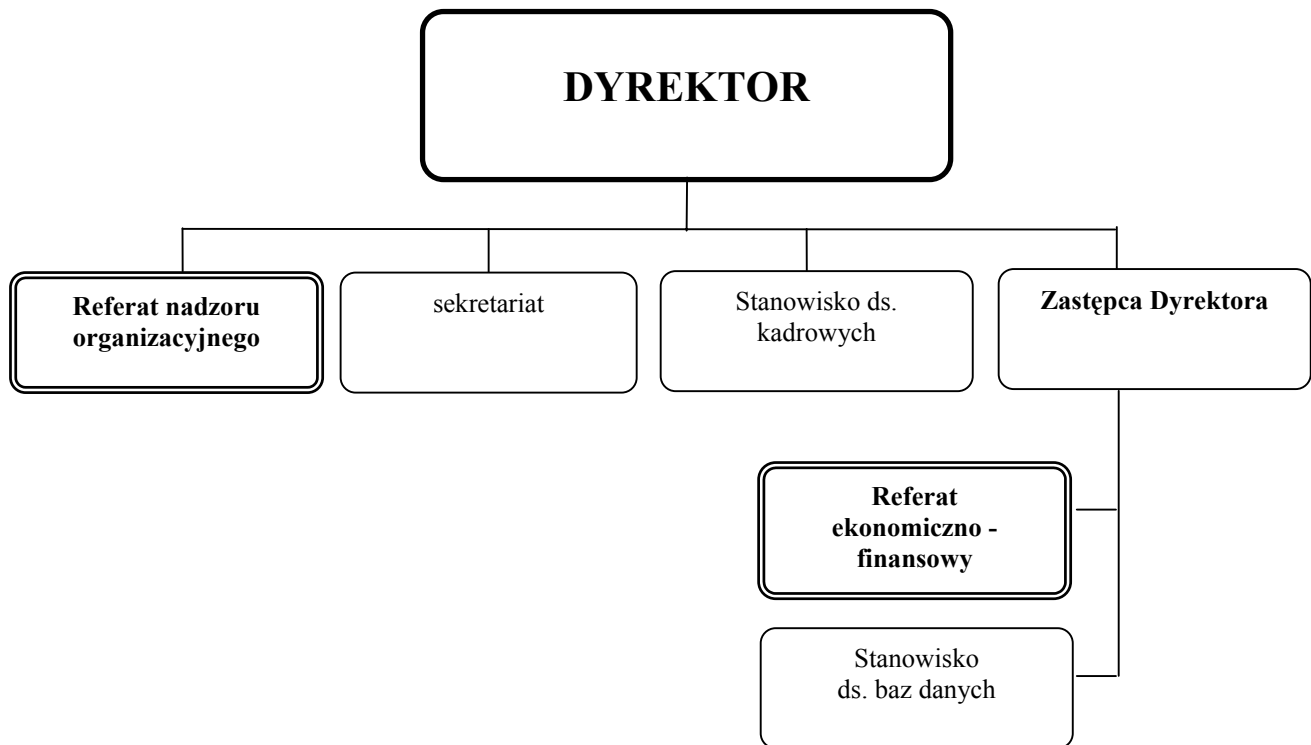 DYREKTOR
Referat nadzoru
organizacyjnego
sekretariat
Stanowisko ds.
kadrowych
Zastępca Dyrektora
Referat
ekonomiczno -
finansowy
Stanowisko
ds. baz danych